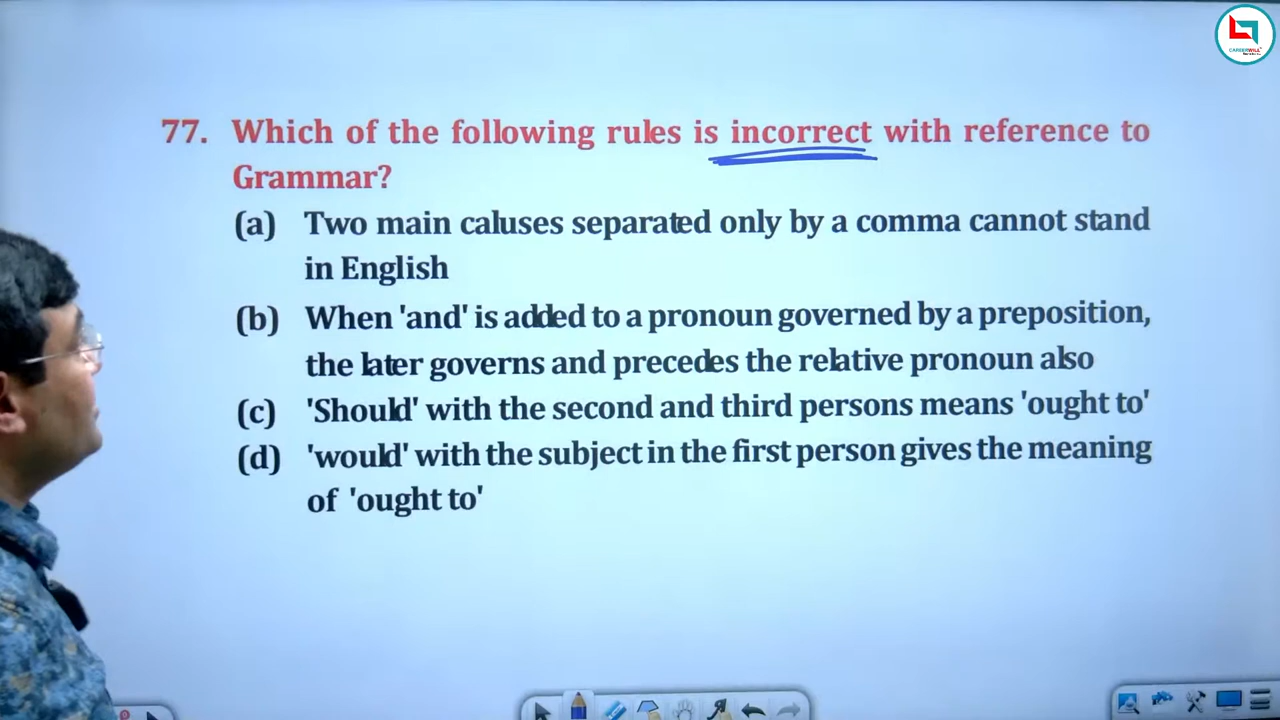 CAREERWILL
77. Which of the following rules is incorrect with reference to
Grammar?
(a) Two main caluses separated only by a comma cannot stand
in English
(b) When 'and' is added to a pronoun governed by a preposition,
the later governs and precedes the relative pronoun also
(c) 'Should' with the second and third persons means 'ought to'
(d) 'would' with the subject in the first person gives the meaning
of 'ought to'